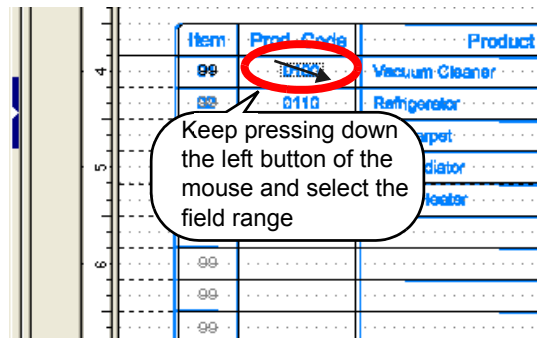 Item Prod. Code Product
4 99 0100 Vacuum Cleaner
99 0110 Refrigerator
Keep pressing down
the left button of the
mouse and select the
field range
5
6 99
99
99